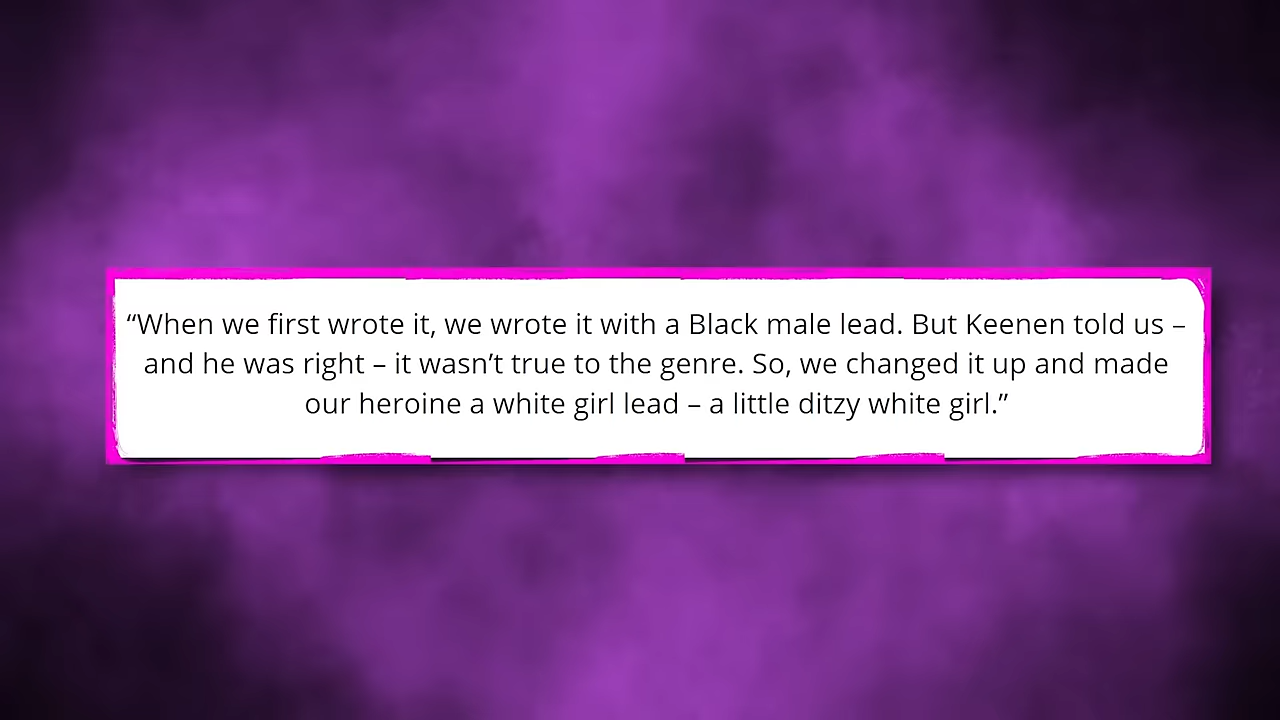 “When we first wrote it, we wrote it with a Black male lead. But Keenen told us –
and he was right – it wasn’t true to the genre. So, we changed it up and made
our heroine a white girl lead – a little ditzy white girl.”